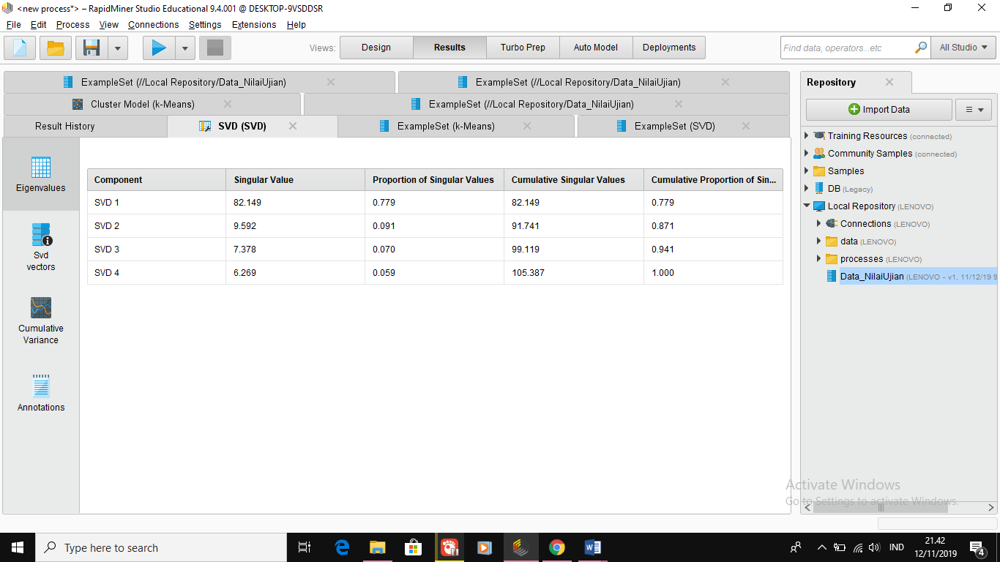 <new process*> – RapidMiner Studio Educational 9.4.001 @ DESKTOP-9VSDDSR
File Edit Process View Connections Settings Extensions Help
Views: Design Results Turbo Prep Auto Model Deployments Find data, operators...etc All Studio
ExampleSet (//Local Repository/Data_NilaiUjian) ExampleSet (//Local Repository/Data_NilaiUjian)
Cluster Model (k-Means) ExampleSet (//Local Repository/Data_NilaiUjian)
Result History SVD (SVD) ExampleSet (k-Means) ExampleSet (SVD)
Eigenvalues
Svd
vectors
Cumulative
Variance
Annotations
Component Singular Value Proportion of Singular Values Cumulative Singular Values Cumulative Proportion of Sin...
SVD 1 82.149 0.779 82.149 0.779
SVD 2 9.592 0.091 91.741 0.871
SVD 3 7.378 0.070 99.119 0.941
SVD 4 6.269 0.059 105.387 1.000
Repository
Import Data
Training Resources (connected)
Community Samples (connected)
Samples
DB (Legacy)
Local Repository (LENOVO)
Connections (LENOVO)
data (LENOVO)
processes (LENOVO)
Data_NilaiUjian (LENOVO - v1, 11/12/19 9
Activate Windows
Go to Settings to activate Windows.
Type here to search
IND
21.42
12/11/2019
4